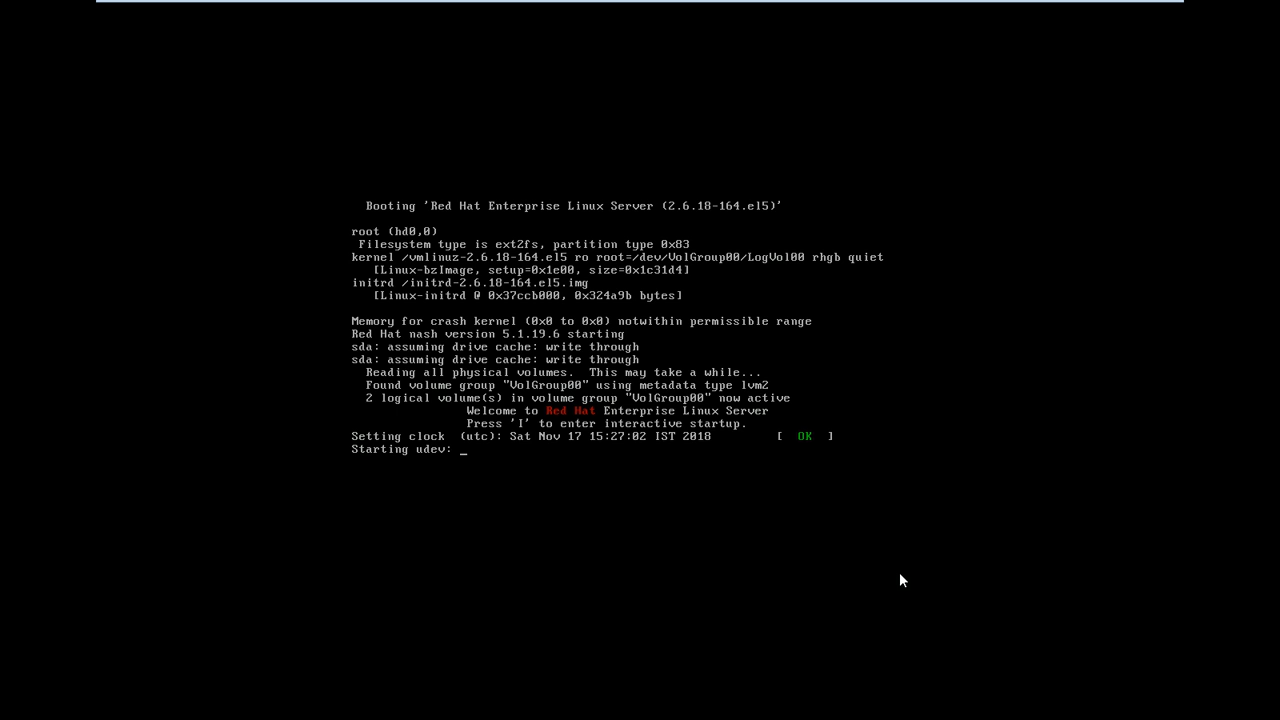 Booting 'Red Hat Enterprise Linux Server (2.6.18-164.el5)'
root (hd0,0)
Filesystem type is ext2fs, partition type 0x83
kernel /vmlinuz-2.6.18-164.el5 ro root=/dev/VolGroup00/LogVol00 rhgb quiet
[Linux-bzImage, setup=0x1e00, size=0x1c31d4]
initrd /initrd-2.6.18-164.el5.img
[Linux-initrd @ 0x37ccb000, 0x324a9b bytes]
Memory for crash kernel (0x0 to 0x0) notwithin permissible range
Red Hat nash version 5.1.19.6 starting
sda: assuming drive cache: write through
sda: assuming drive cache: write through
Reading all physical volumes.  This may take a while...
Found volume group "VolGroup00" using metadata type lvm2
2 logical volume(s) in volume group "VolGroup00" now active
Welcome to Red Hat Enterprise Linux Server
Press 'I' to enter interactive startup.
Setting clock  (utc): Sat Nov 17 15:27:02 IST 2018 [  OK  ]
Starting udev: _